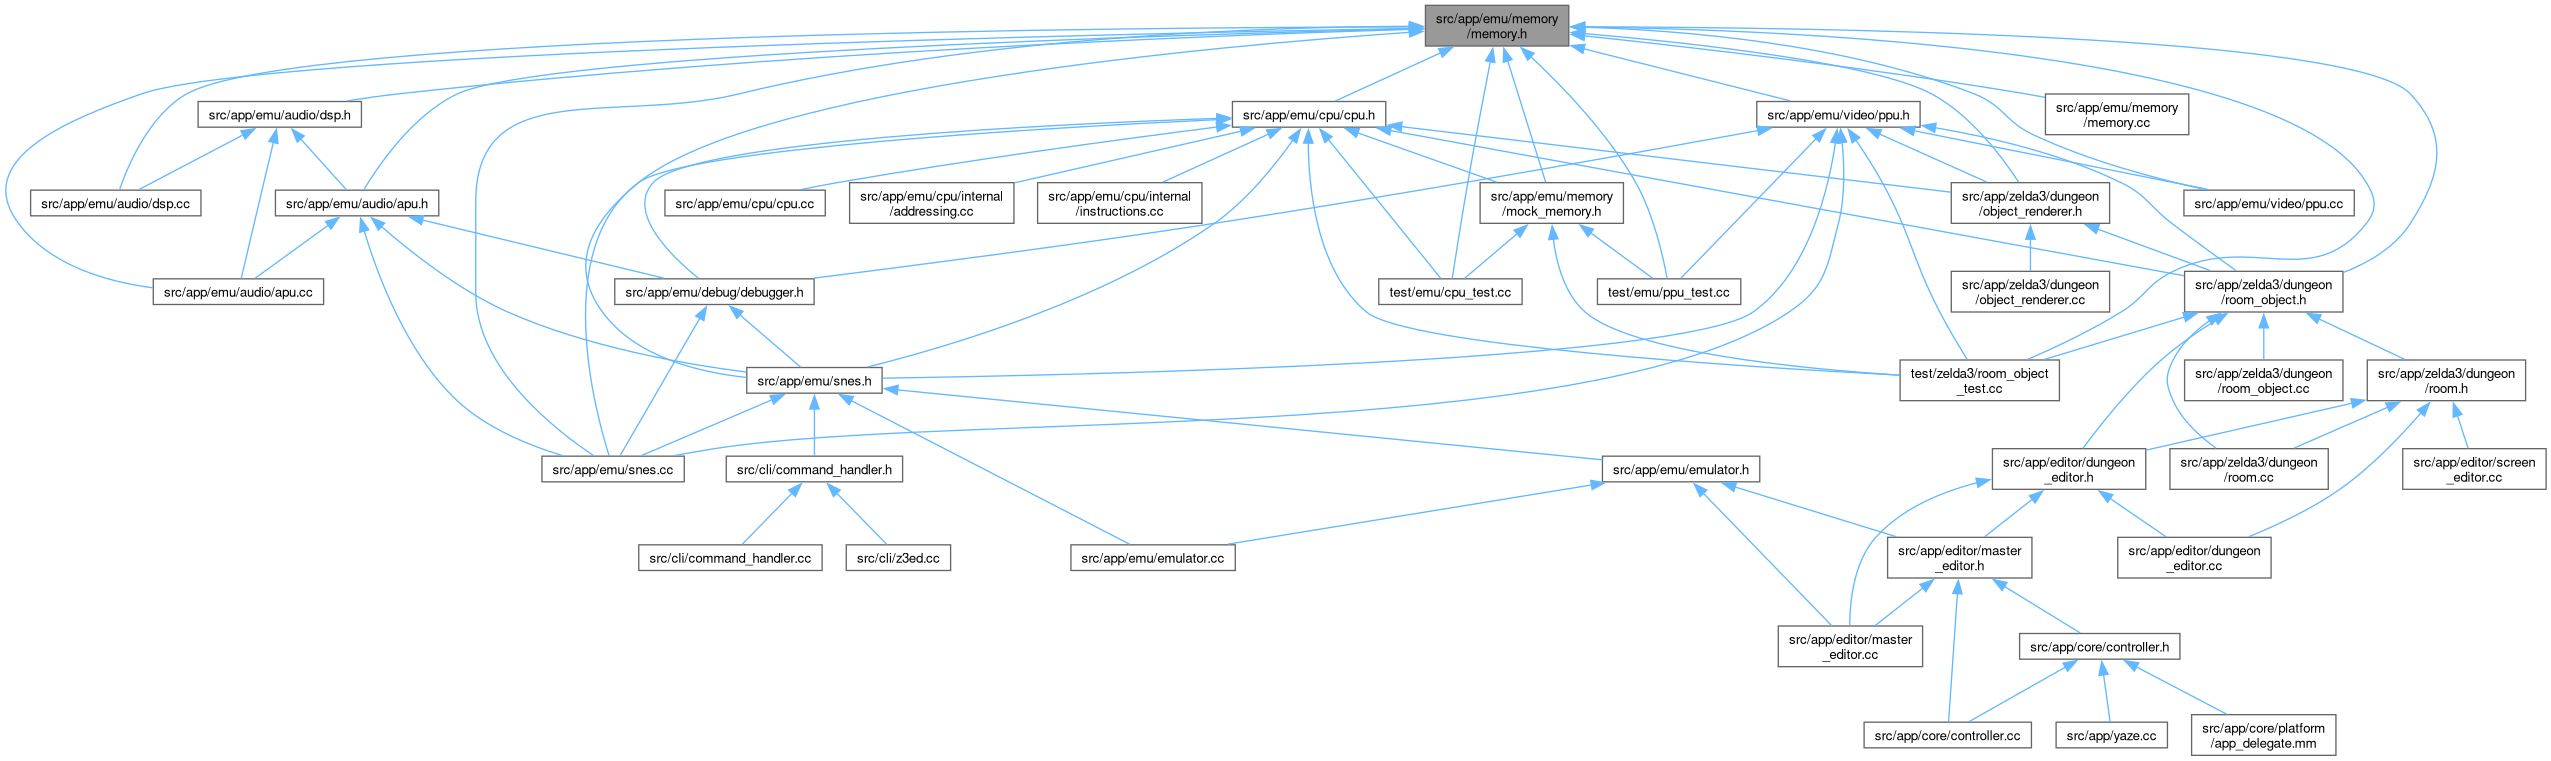 src/app/emu/memory
/memory.h
src/app/emu/audio/dsp.h
src/app/emu/cpu/cpu.h
src/app/emu/video/ppu.h
src/app/emu/memory
/memory.cc
src/app/emu/audio/dsp.cc
src/app/emu/audio/apu.h
src/app/emu/cpu/cpu.cc
src/app/emu/cpu/internal
/addressing.cc
src/app/emu/cpu/internal
/instructions.cc
src/app/emu/memory
/mock_memory.h
src/app/zelda3/dungeon
/object_renderer.h
src/app/emu/video/ppu.cc
src/app/emu/audio/apu.cc
src/app/emu/debug/debugger.h
test/emu/cpu_test.cc
test/emu/ppu_test.cc
src/app/zelda3/dungeon
/object_renderer.cc
src/app/zelda3/dungeon
/room_object.h
src/app/emu/snes.h
test/zelda3/room_object
_test.cc
src/app/zelda3/dungeon
/room_object.cc
src/app/zelda3/dungeon
/room.h
src/app/emu/snes.cc
src/cli/command_handler.h
src/app/emu/emulator.h
src/app/editor/dungeon
_editor.h
src/app/zelda3/dungeon
/room.cc
src/app/editor/screen
_editor.cc
src/cli/command_handler.cc
src/cli/z3ed.cc
src/app/emu/emulator.cc
src/app/editor/master
_editor.h
src/app/editor/dungeon
_editor.cc
src/app/editor/master
_editor.cc
src/app/core/controller.h
src/app/core/controller.cc
src/app/yaze.cc
src/app/core/platform
/app_delegate.mm